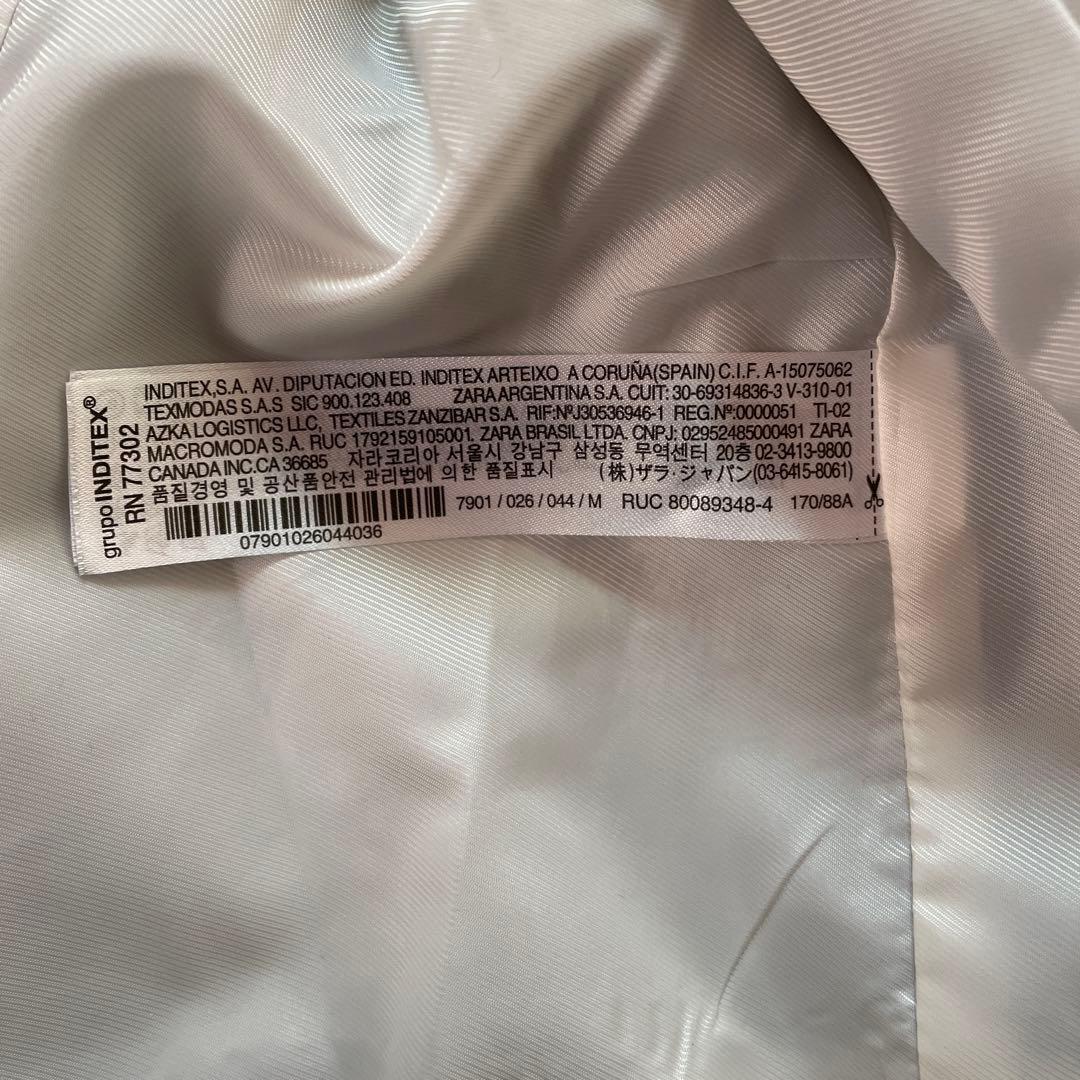 grupo INDITEX®
RN 77302
INDITEX,S.A. AV. DIPUTACION ED. INDITEX ARTEIXO A CORUÑA(SPAIN) C.I.F. A-15075062
TEXMODAS S.A.S SIC 900.123.408 ZARA ARGENTINA S.A. CUIT: 30-69314836-3 V-310-01
AZKA LOGISTICS LLC, TEXTILES ZANZIBAR S.A. RIF:NºJ30536946-1 REG.Nº:0000051 TI-02
MACROMODA S.A. RUC 1792159105001. ZARA BRASIL LTDA. CNPJ: 02952485000491 ZARA
CANADA INC.CA 36685 자라코리아 서울시 강남구 삼성동 무역센터 20층 02-3413-9800
품질경영 및 공산품안전 관리법에 의한 품질표시 (株)ザラ・ジャパン(03-6415-8061)
7901 / 026 / 044 / M RUC 80089348-4 170/88A
07901026044036